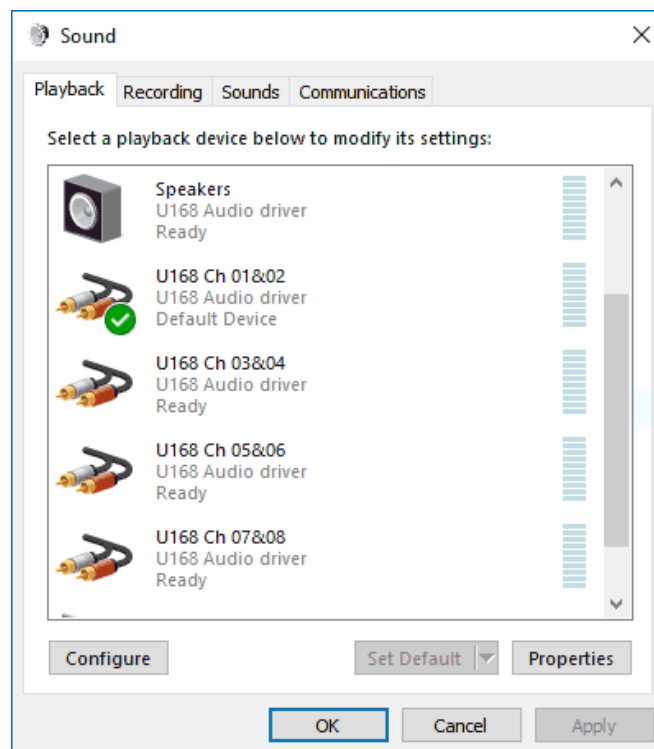 Sound
Playback Recording Sounds Communications
Select a playback device below to modify its settings:
Speakers
U168 Audio driver
Ready
U168 Ch 01&02
U168 Audio driver
Default Device
U168 Ch 03&04
U168 Audio driver
Ready
U168 Ch 05&06
U168 Audio driver
Ready
U168 Ch 07&08
U168 Audio driver
Ready
Configure Set Default Properties
OK Cancel Apply